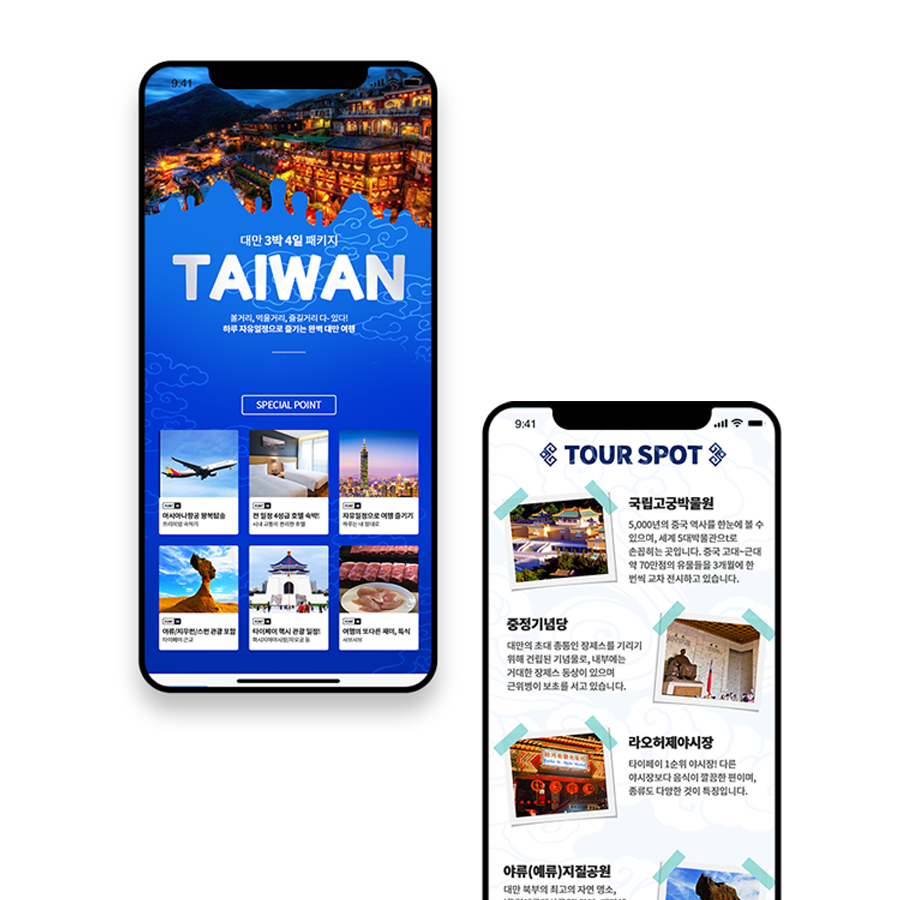 9:41
대만 3박 4일 패키지
TAIWAN
볼거리, 먹을거리, 즐길거리 다~ 있다!
하루 자유일정으로 즐기는 완벽 대만 여행
SPECIAL POINT
아시아나항공 왕복탑승
프리미엄 국적기
전 일정 4성급 호텔 숙박!
시내 교통이 편리한 호텔
자유일정으로 여행 즐기기
하루는 내 맘대로
야류/지우펀/스펀 관광 포함
타이페이 근교
타이페이 핵시 관광 일정!
여행의 또다른 재미, 특식
샤브샤브
9:41
TOUR SPOT
국립고궁박물원
5,000년의 중국 역사를 한눈에 볼 수
있으며, 세계 5대박물관으로
손꼽히는 곳입니다. 중국 고대~근대
약 70만점의 유물들을 3개월에 한
번씩 교차 전시하고 있습니다.
중정기념당
대만의 초대 총통인 장제스를 기리기
위해 건립된 기념물로, 내부에는
거대한 장제스 동상이 있으며
근위병이 보초를 서고 있습니다.
라오허제야시장
타이페이 1순위 야시장! 다른
야시장보다 음식이 깔끔한 편이며,
종류도 다양한 것이 특징입니다.
야류(예류)지질공원
대만 북부의 최고의 자연 명소,